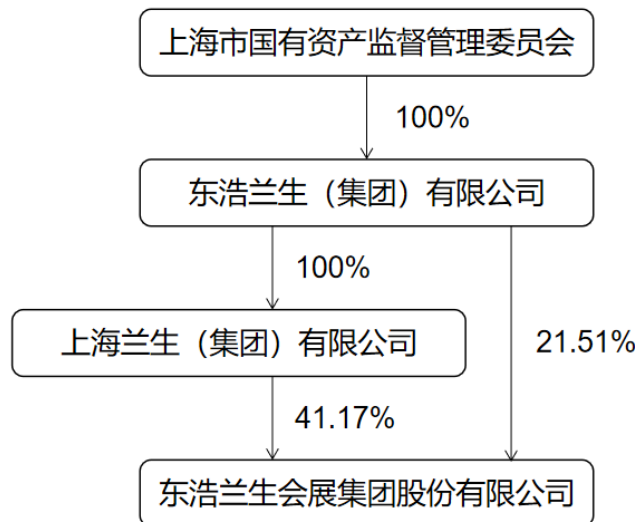 上海市国有资产监督管理委员会
100%
东浩兰生（集团）有限公司
100%
上海兰生（集团）有限公司
21.51%
41.17%
东浩兰生会展集团股份有限公司